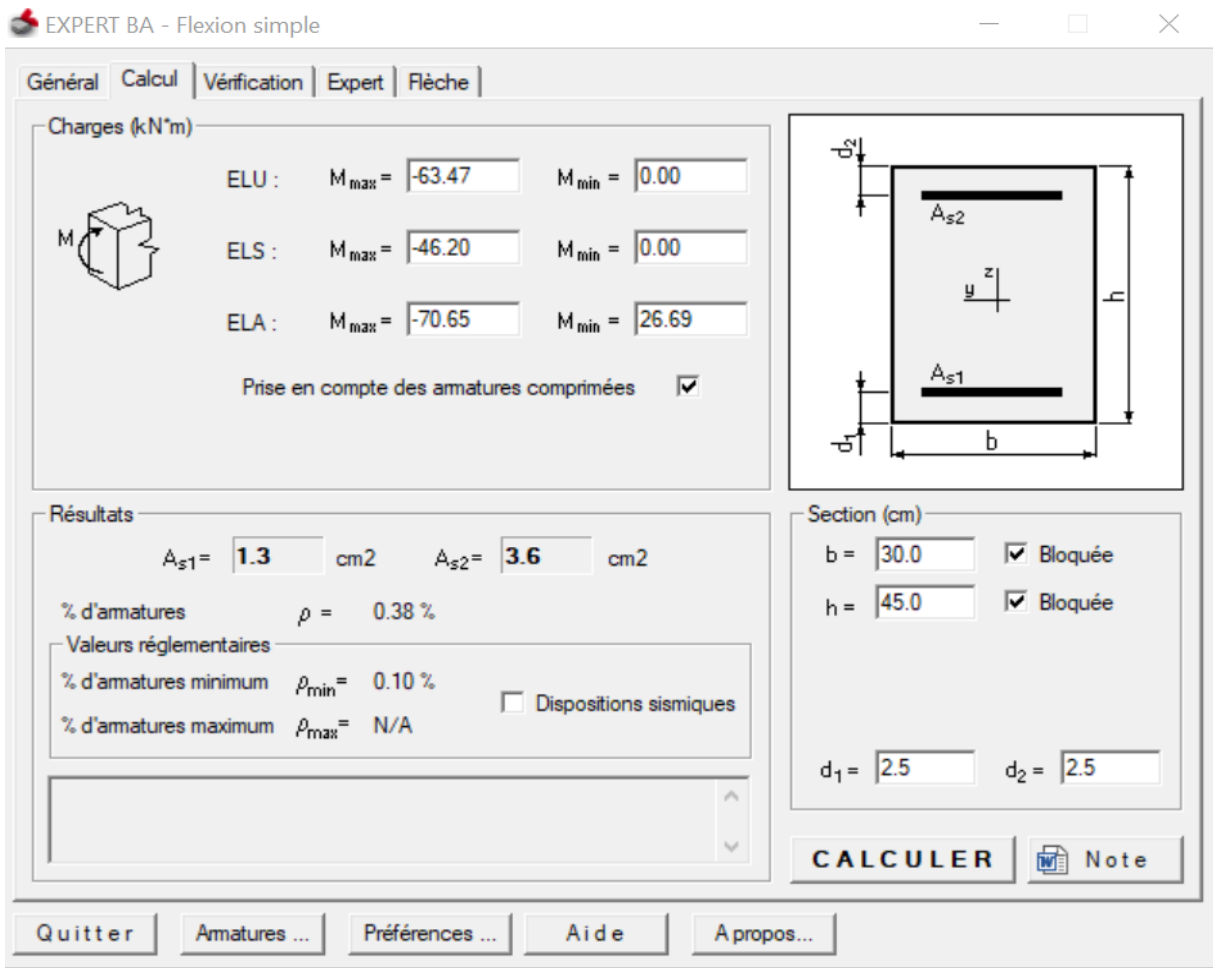 EXPERT BA - Flexion simple
Général Calcul Vérification Expert Flèche
Charges (kN*m)
ELU : M max = -63.47 M min = 0.00
ELS : M max = -46.20 M min = 0.00
ELA : M max = -70.65 M min = 26.69
M
Prise en compte des armatures comprimées
d2
As2
z
y
h
As1
d1
b
Résultats
As1= 1.3 cm2 As2= 3.6 cm2
% d'armatures ρ = 0.38 %
Valeurs réglementaires
% d'armatures minimum ρmin= 0.10 %
% d'armatures maximum ρmax= N/A
Dispositions sismiques
Section (cm)
b = 30.0 Bloquée
h = 45.0 Bloquée
d1 = 2.5 d2 = 2.5
CALCULER Note
Quitter Armatures ... Préférences ... Aide A propos...